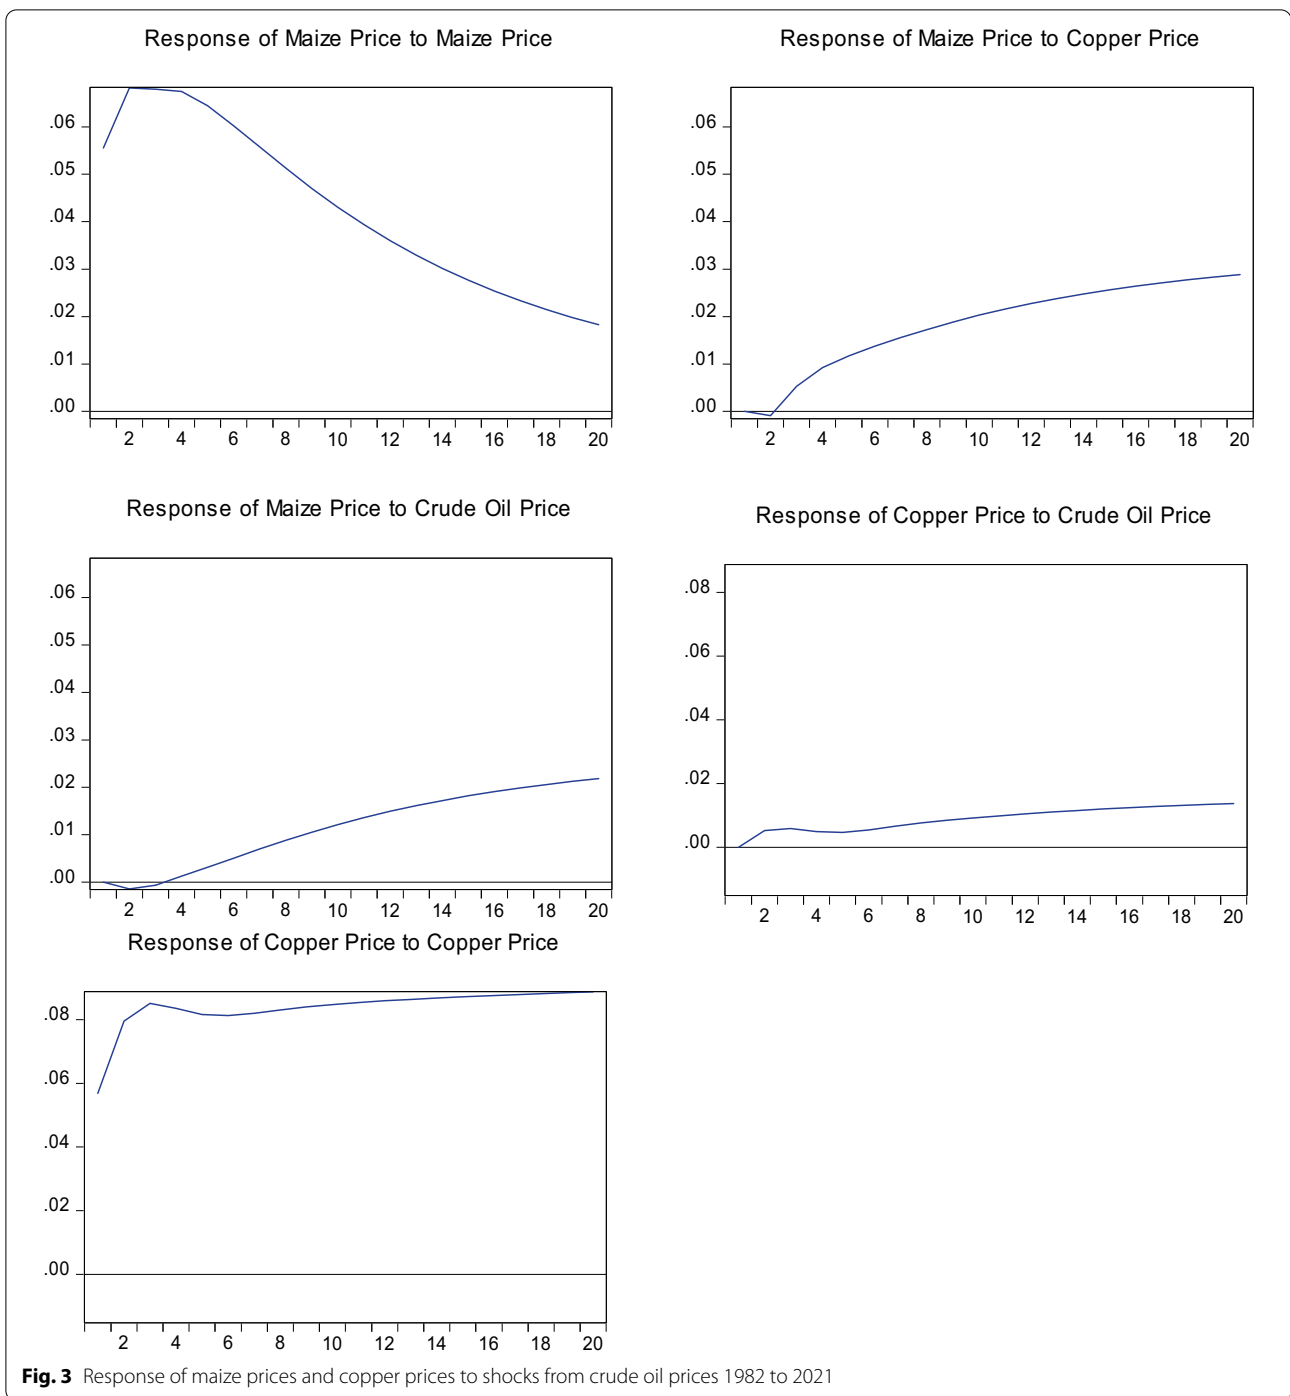 Response of Maize Price to Maize Price
.06
.05
.04
.03
.02
.01
.00
2 4 6 8 10 12 14 16 18 20
Response of Maize Price to Copper Price
.06
.05
.04
.03
.02
.01
.00
2 4 6 8 10 12 14 16 18 20
Response of Maize Price to Crude Oil Price
.06
.05
.04
.03
.02
.01
.00
2 4 6 8 10 12 14 16 18 20
Response of Copper Price to Crude Oil Price
.08
.06
.04
.02
.00
2 4 6 8 10 12 14 16 18 20
Response of Copper Price to Copper Price
.08
.06
.04
.02
.00
2 4 6 8 10 12 14 16 18 20
Fig. 3 Response of maize prices and copper prices to shocks from crude oil prices 1982 to 2021